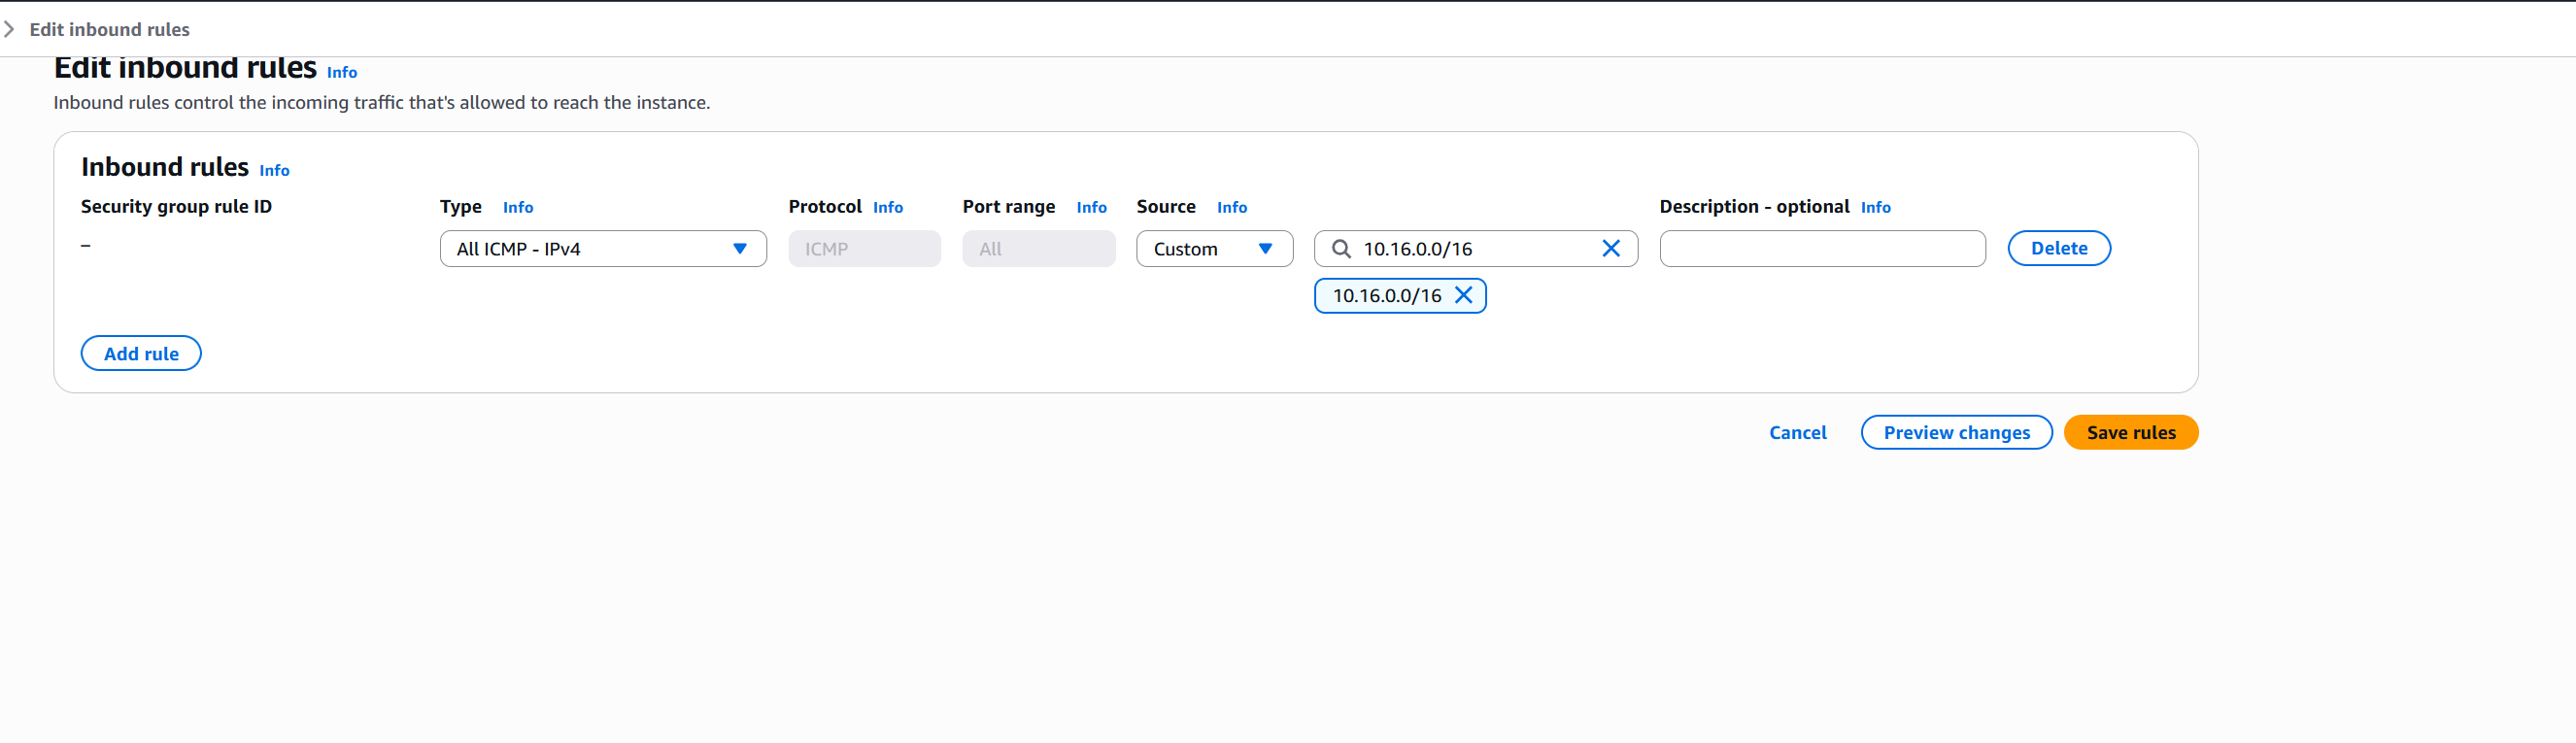 Edit inbound rules
Edit inbound rules Info
Inbound rules control the incoming traffic that's allowed to reach the instance.
Inbound rules Info
Security group rule ID Type Info Protocol Info Port range Info Source Info Description - optional Info
– All ICMP - IPv4 ICMP All Custom 10.16.0.0/16 Delete
10.16.0.0/16
Add rule
Cancel Preview changes Save rules